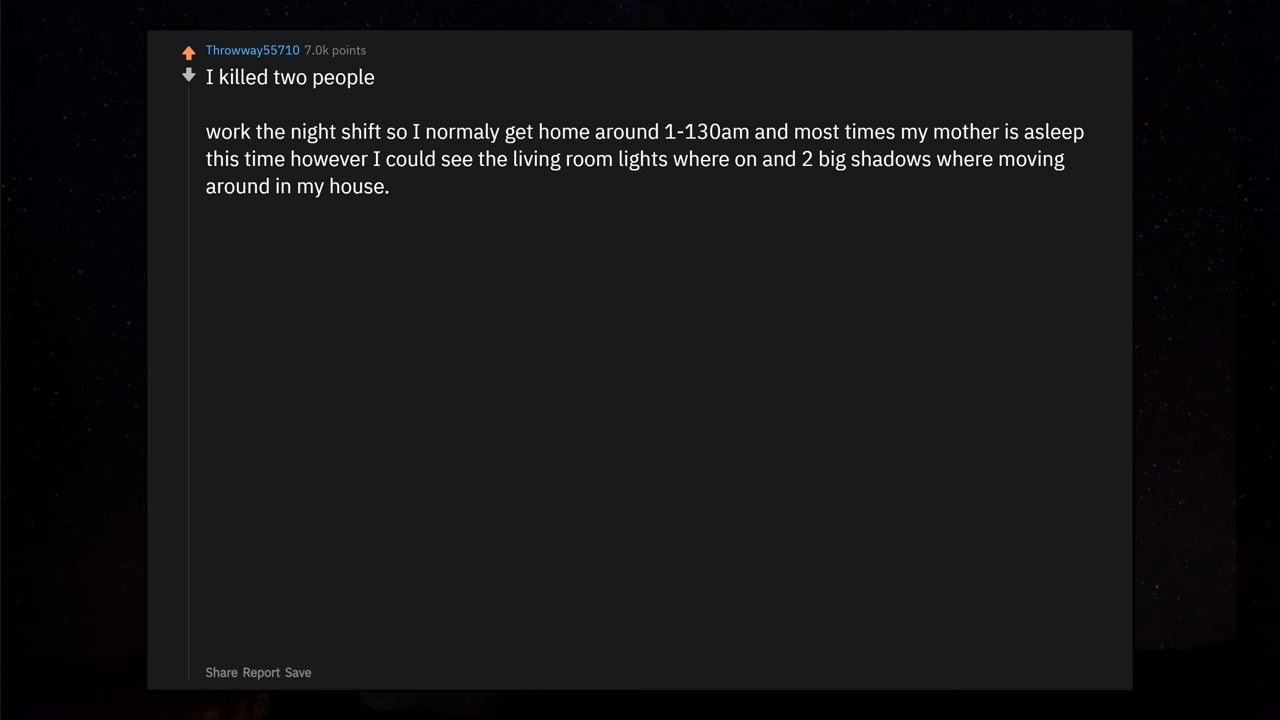 Throwway55710 7.0k points
I killed two people
work the night shift so I normaly get home around 1-130am and most times my mother is asleep
this time however I could see the living room lights where on and 2 big shadows where moving
around in my house.
Share Report Save